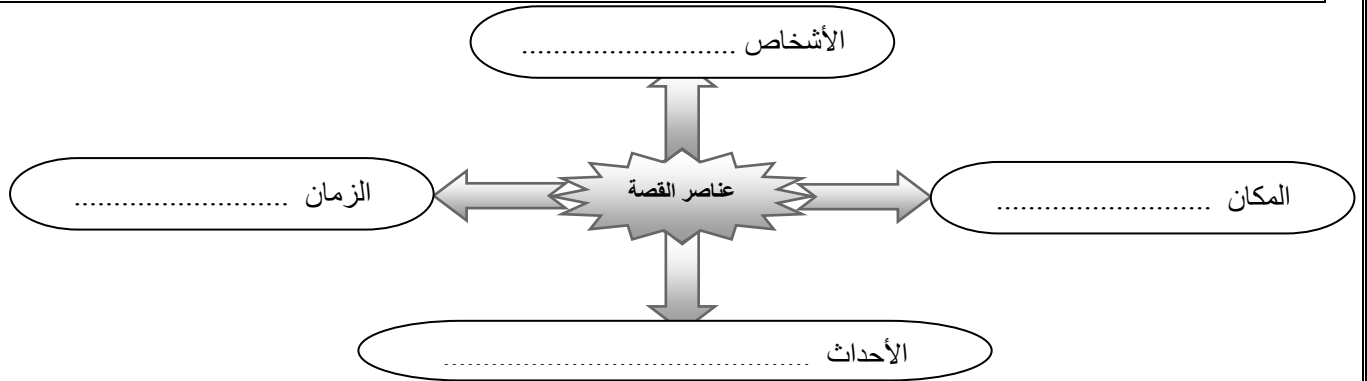 الأشخاص ...........................
عناصر القصة
المكان ...........................
الزمان ...........................
الأحداث ...............................................